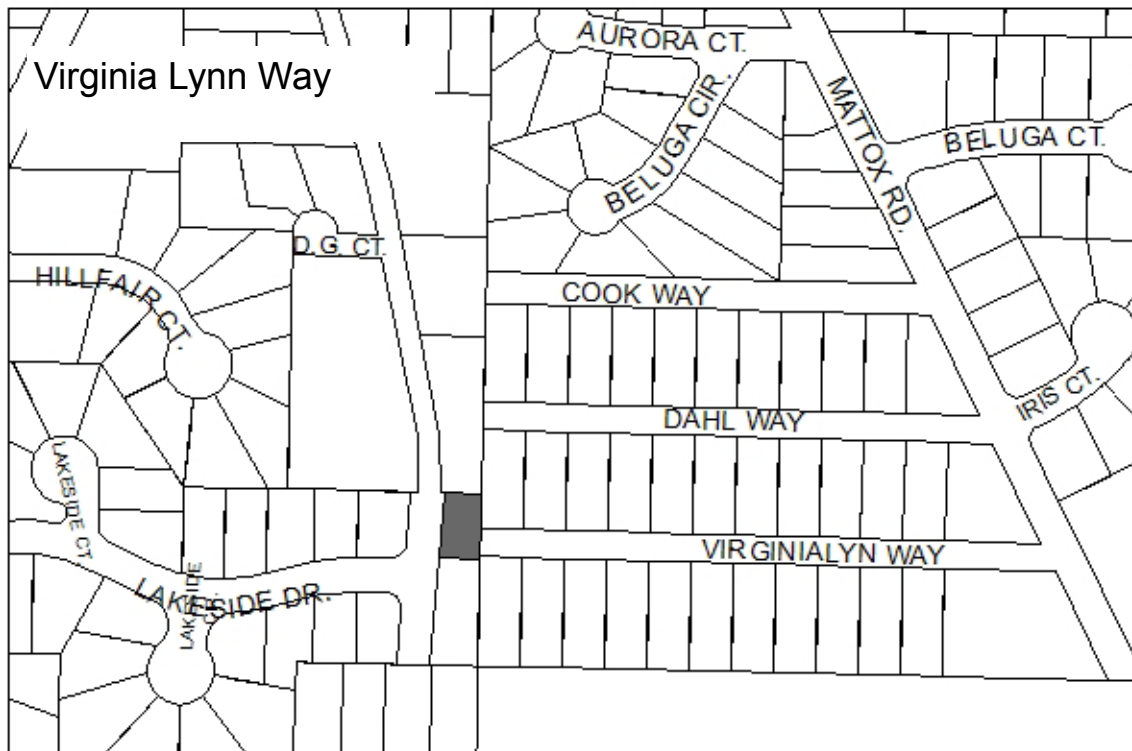 Virginia Lynn Way
AURORA CT.
BELUGA CIR.
MATTOX RD.
BELUGA CT.
D.G. CT.
HILLFAIR CT.
COOK WAY
IRIS CT.
DAHL WAY
LAKESIDE CT
VIRGINIALYN WAY
LAKESIDE DR.
LAKESIDE